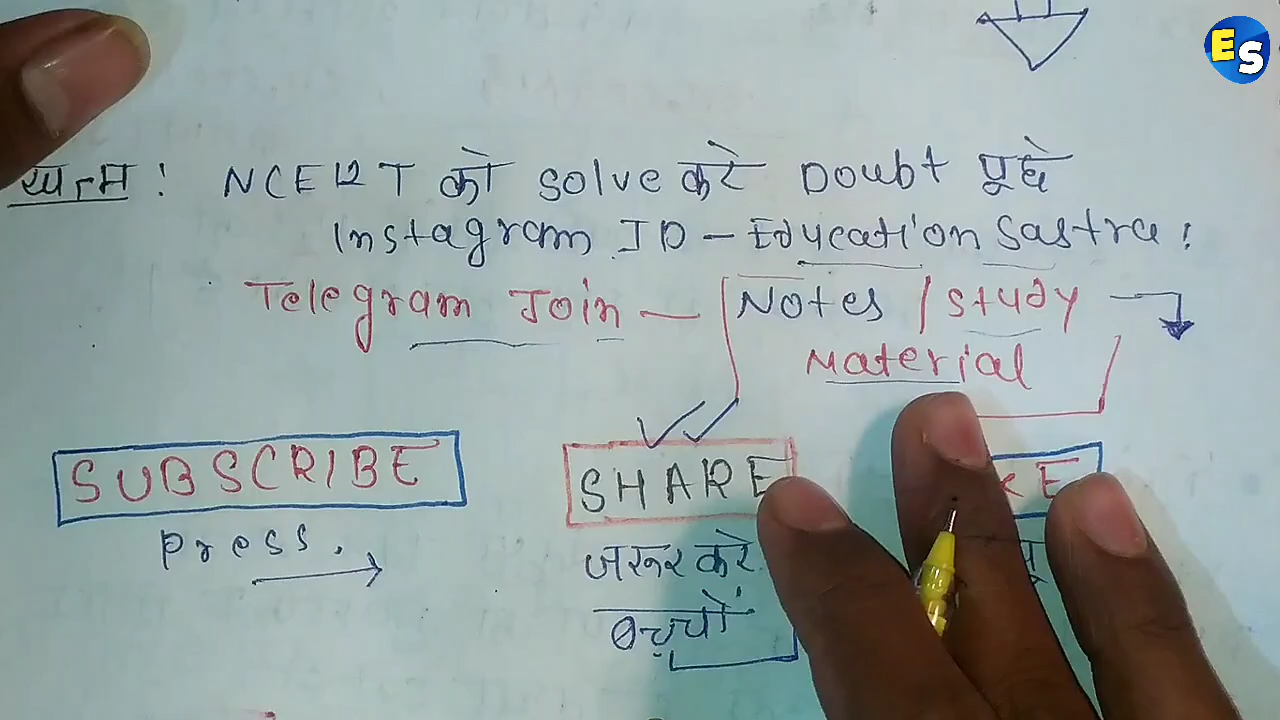 ES
NCERT को Solve करे Doubt पूछे
Instagram ID - Education Sastra :
Telegram Join - Notes / Study
Material
SUBSCRIBE SHARE
Press. जरूर करे
बच्चों